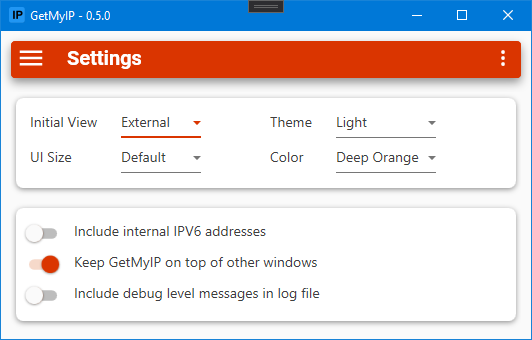 IP GetMyIP - 0.5.0
Settings
Initial View External Theme Light
UI Size Default Color Deep Orange
Include internal IPV6 addresses
Keep GetMyIP on top of other windows
Include debug level messages in log file